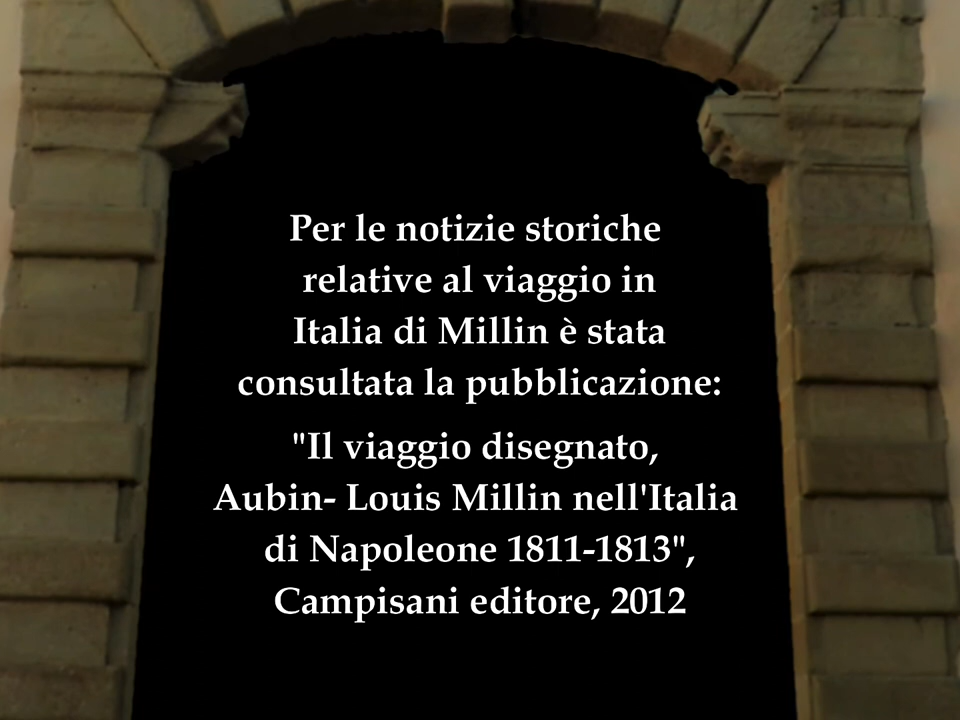 Per le notizie storiche
relative al viaggio in
Italia di Millin è stata
consultata la pubblicazione:
"Il viaggio disegnato,
Aubin- Louis Millin nell'Italia
di Napoleone 1811-1813",
Campisani editore, 2012